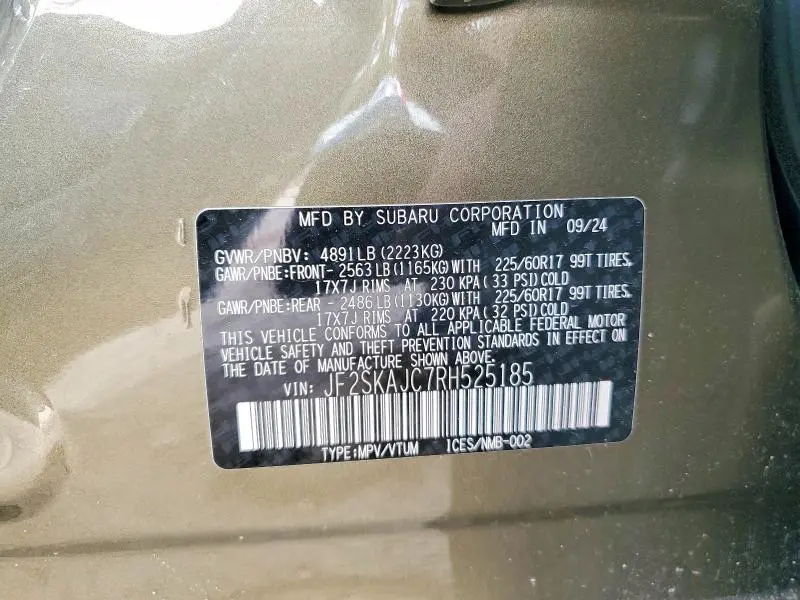 MFD BY SUBARU CORPORATION
MFD IN 09/24
GVWR/PNBV: 4891LB (2223KG)
GAWR/PNBE:FRONT- 2563LB(1165KG)WITH 225/60R17 99T TIRES,
17X7J RIMS AT 230 KPA (33 PSI)COLD
GAWR/PNBE:REAR - 2486LB(1130KG)WITH 225/60R17 99T TIRES,
17X7J RIMS AT 220 KPA (32 PSI)COLD
THIS VEHICLE CONFORMS TO ALL APPLICABLE FEDERAL MOTOR
VEHICLE SAFETY AND THEFT PREVENTION STANDARDS IN EFFECT ON
THE DATE OF MANUFACTURE SHOWN ABOVE.
VIN: JF2SKAJC7RH525185
TYPE:MPV/VTUM ICES/NMB-002